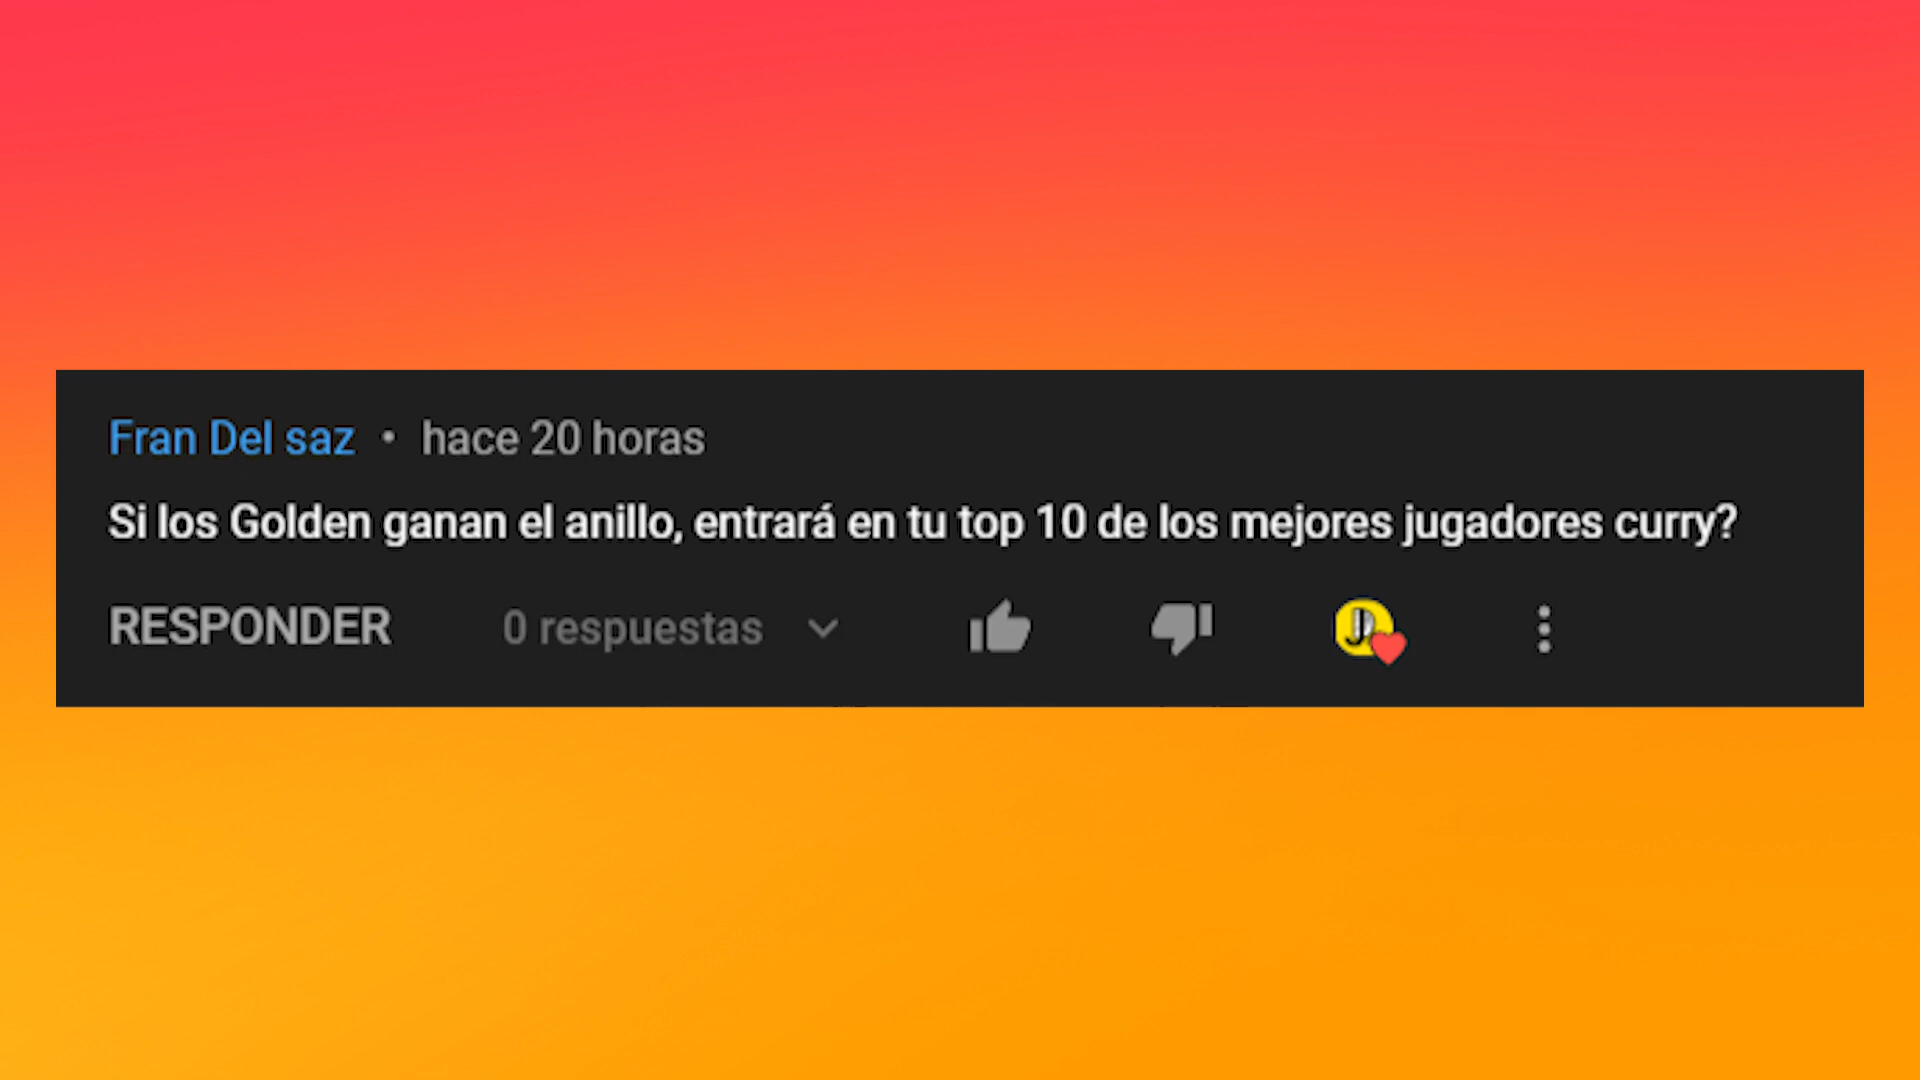 Fran Del saz • hace 20 horas
Si los Golden ganan el anillo, entrará en tu top 10 de los mejores jugadores curry?
RESPONDER 0 respuestas